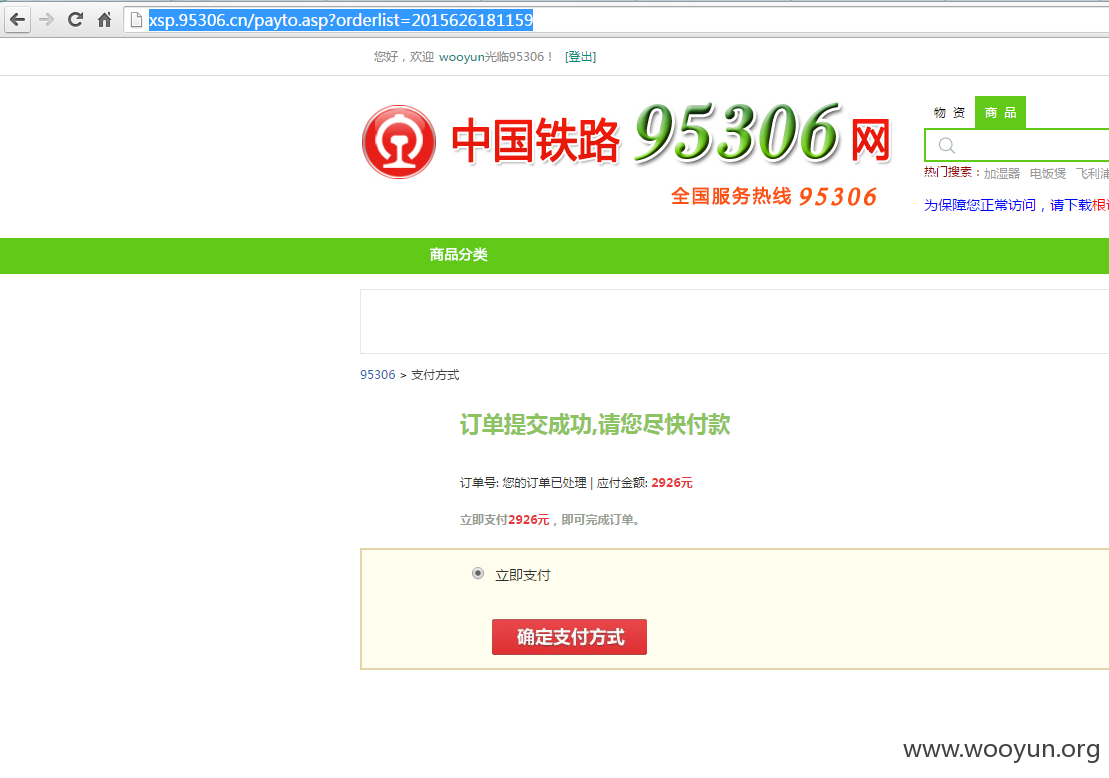 xsp.95306.cn/payto.asp?orderlist=2015626181159
您好，欢迎 wooyun光临95306！ [登出]
中国铁路 95306 网
全国服务热线 95306
物 资 商 品
热门搜索：加湿器 电饭煲 飞利浦
为保障您正常访问，请下载根
商品分类
95306 > 支付方式
订单提交成功,请您尽快付款
订单号: 您的订单已处理 | 应付金额: 2926元
立即支付2926元，即可完成订单。
立即支付
确定支付方式
www.wooyun.org